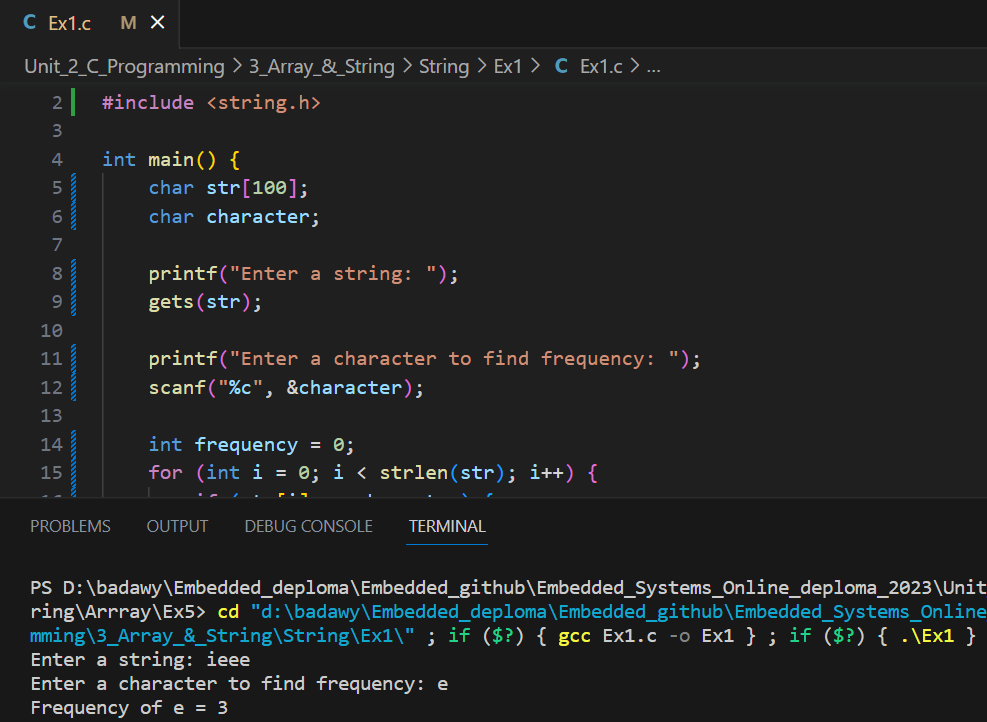 C Ex1.c M ×
Unit_2_C_Programming > 3_Array_&_String > String > Ex1 > C Ex1.c > ...
2 #include <string.h>
3
4 int main() {
5 char str[100];
6 char character;
7
8 printf("Enter a string: ");
9 gets(str);
10
11 printf("Enter a character to find frequency: ");
12 scanf("%c", &character);
13
14 int frequency = 0;
15 for (int i = 0; i < strlen(str); i++) {
PROBLEMS OUTPUT DEBUG CONSOLE TERMINAL
PS D:\badawy\Embedded_deploma\Embedded_github\Embedded_Systems_Online_deploma_2023\Unit
ring\Arrray\Ex5> cd "d:\badawy\Embedded_deploma\Embedded_github\Embedded_Systems_Online
mming\3_Array_&_String\String\Ex1\" ; if ($?) { gcc Ex1.c -o Ex1 } ; if ($?) { .\Ex1 }
Enter a string: ieee
Enter a character to find frequency: e
Frequency of e = 3